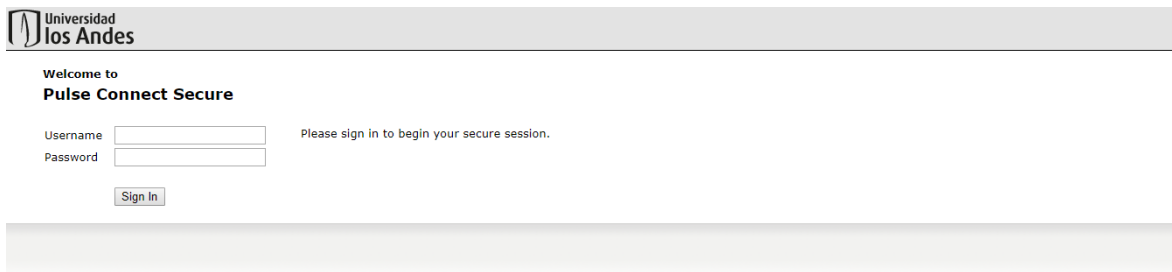 Universidad
los Andes
Welcome to
Pulse Connect Secure
Username
Please sign in to begin your secure session.
Password
Sign In